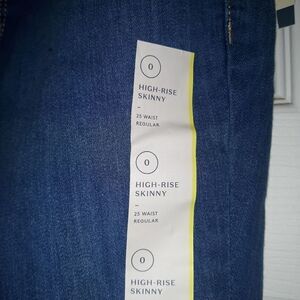 0
HIGH-RISE
SKINNY
–
25 WAIST
REGULAR
0
HIGH-RISE
SKINNY
–
25 WAIST
REGULAR
0
HIGH-RISE
SKINNY